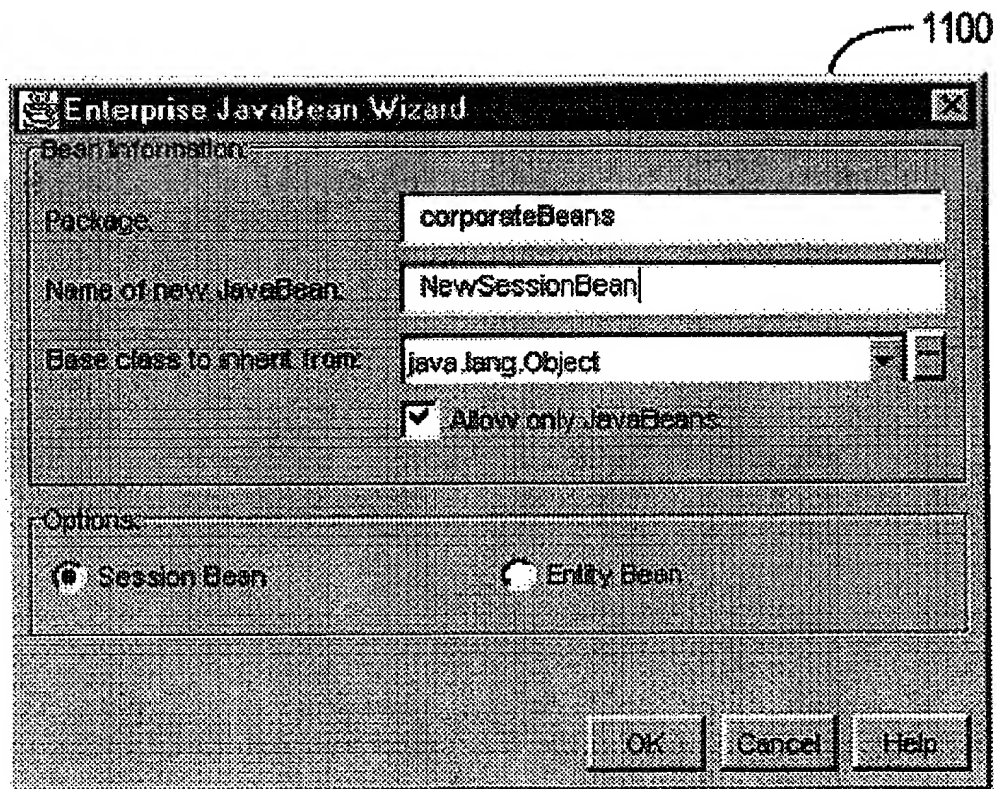 1100
Enterprise JavaBean Wizard
Bean Information:
Package: corporateBeans
Name of new JavaBean: NewSessionBean
Base class to inherit from: java.lang.Object
Allow only JavaBeans
Options:
Session Bean Entity Bean
OK Cancel Help